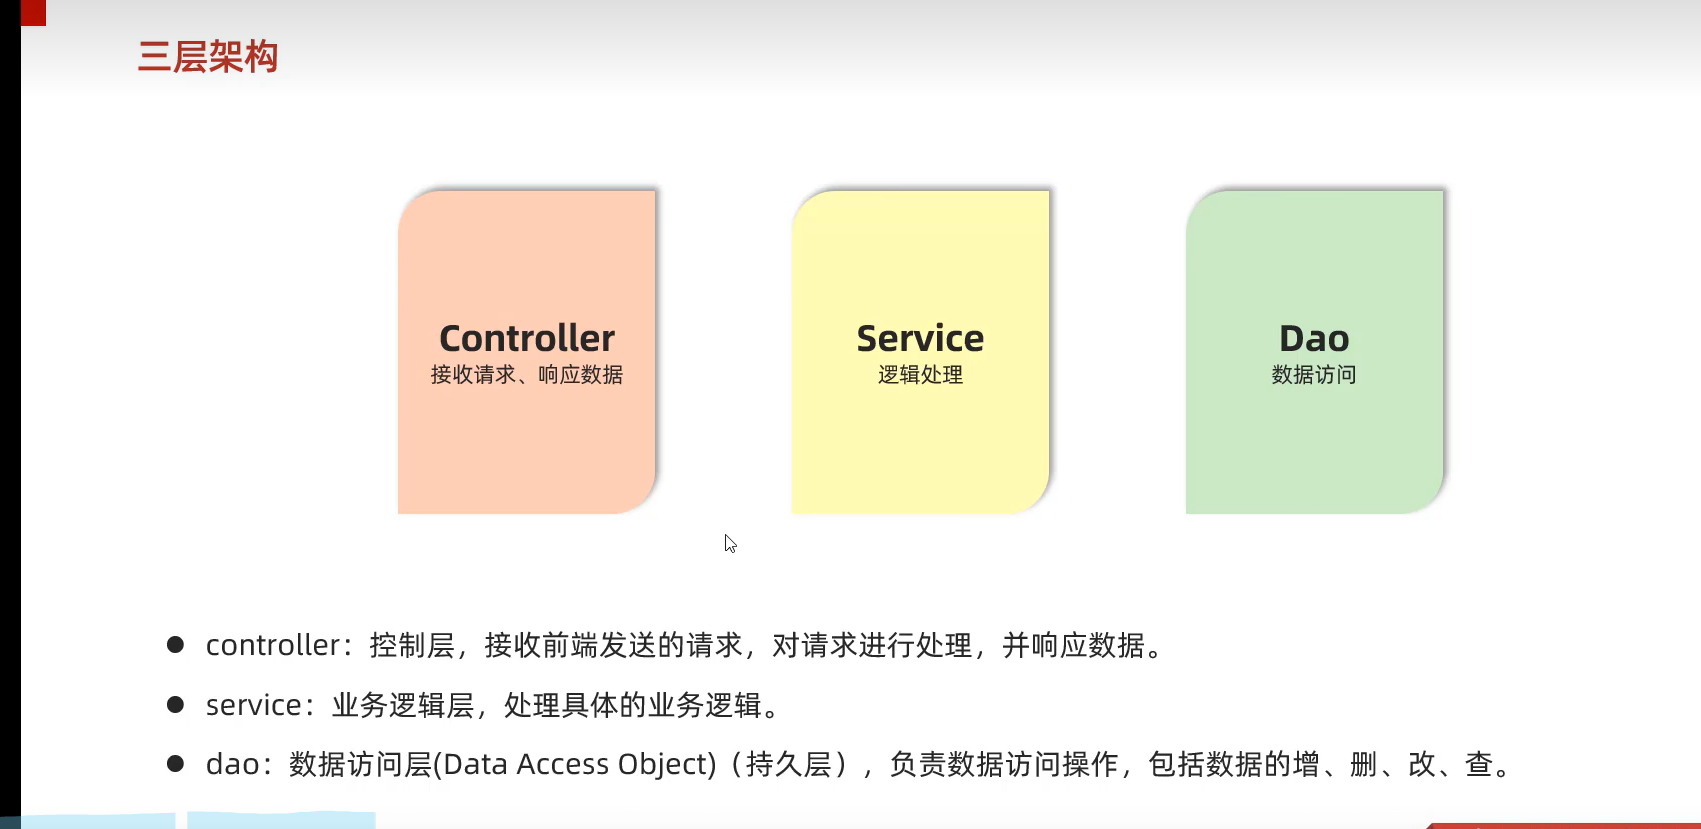 三层架构
Controller
接收请求、响应数据
Service
逻辑处理
Dao
数据访问
controller：控制层，接收前端发送的请求，对请求进行处理，并响应数据。
service：业务逻辑层，处理具体的业务逻辑。
dao：数据访问层(Data Access Object)（持久层），负责数据访问操作，包括数据的增、删、改、查。